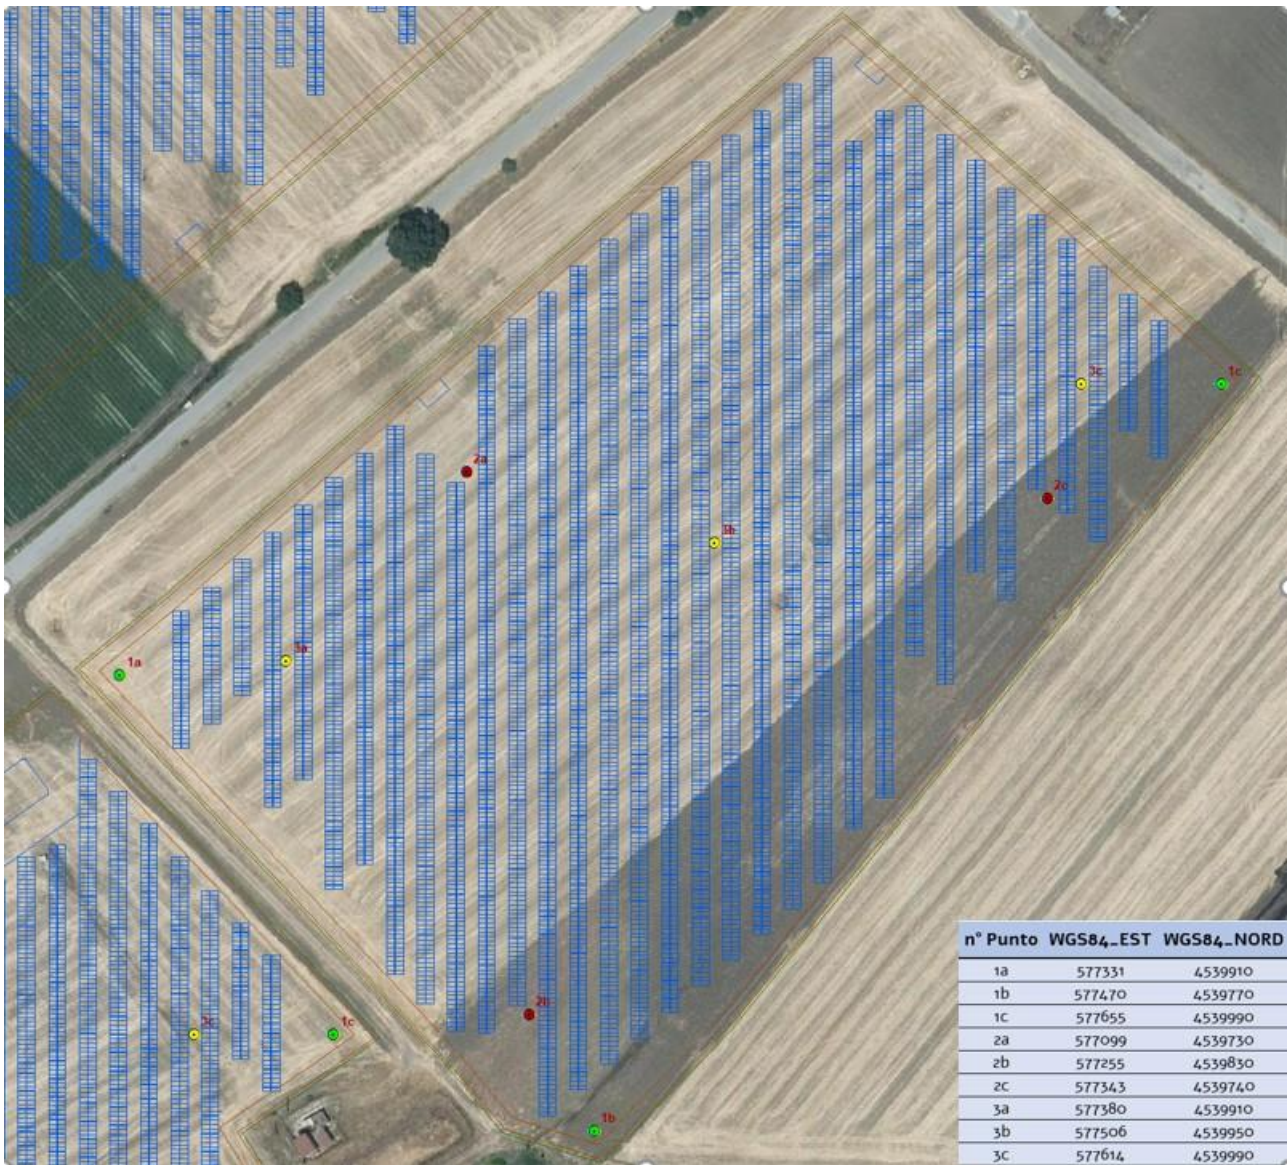 2a
3c
1c
2c
3b
3a
1a
2b
3c
1c
1b
n° Punto WGS84_EST WGS84_NORD
1a 577331 4539910
1b 577470 4539770
1c 577655 4539990
2a 577099 4539730
2b 577255 4539830
2c 577343 4539740
3a 577380 4539910
3b 577506 4539950
3c 577614 4539990